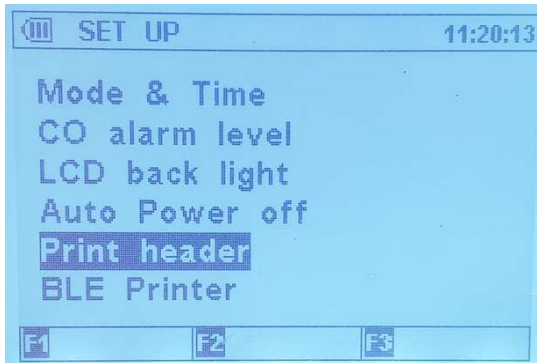 SET UP 11:20:13
Mode & Time
CO alarm level
LCD back light
Auto Power off
Print header
BLE Printer
F1 F2 F3